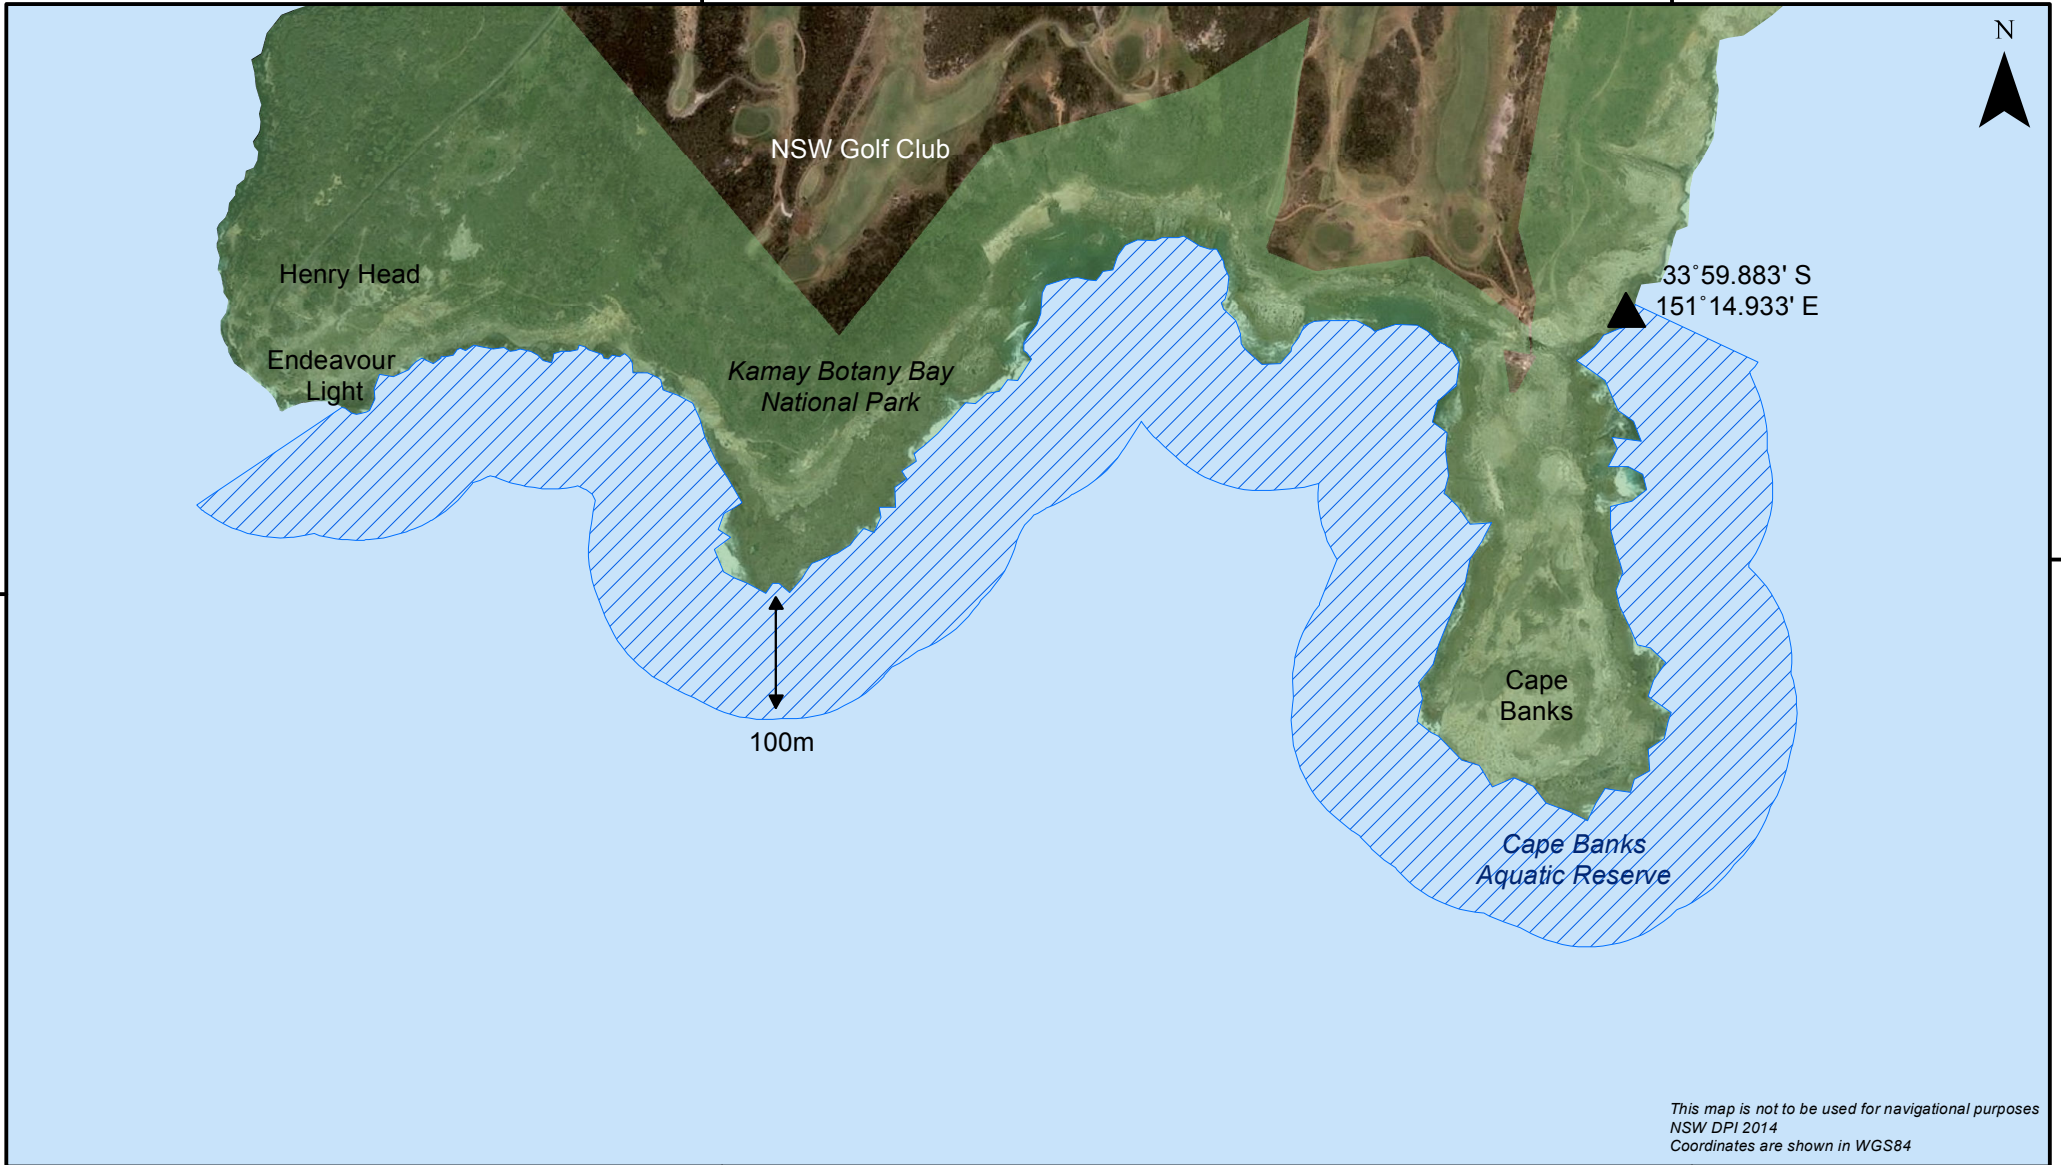 N
NSW Golf Club
Henry Head
33°59.883' S
151°14.933' E
Endeavour
Light
Kamay Botany Bay
National Park
100m
Cape
Banks
Cape Banks
Aquatic Reserve
This map is not to be used for navigational purposes
NSW DPI 2014
Coordinates are shown in WGS84